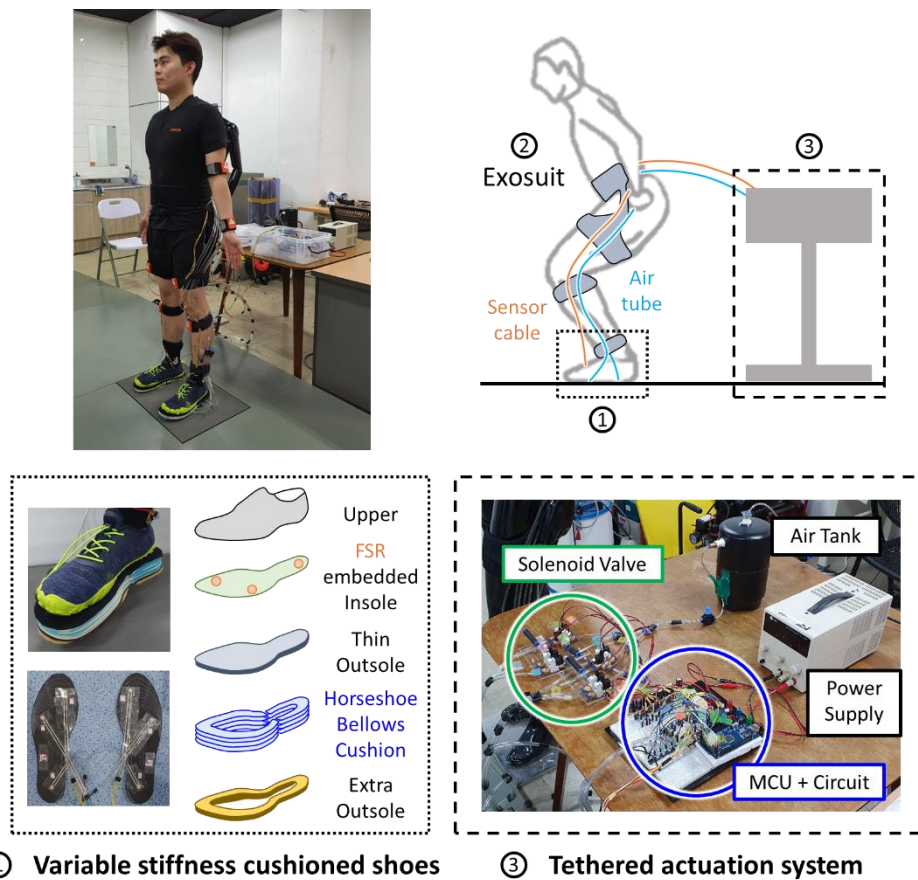 ②
Exosuit
③
Sensor
cable
Air
tube
①
Upper
FSR
embedded
Insole
Thin
Outsole
Horseshoe
Bellows
Cushion
Extra
Outsole
Solenoid Valve
Air Tank
Power
Supply
MCU + Circuit
① Variable stiffness cushioned shoes
③ Tethered actuation system